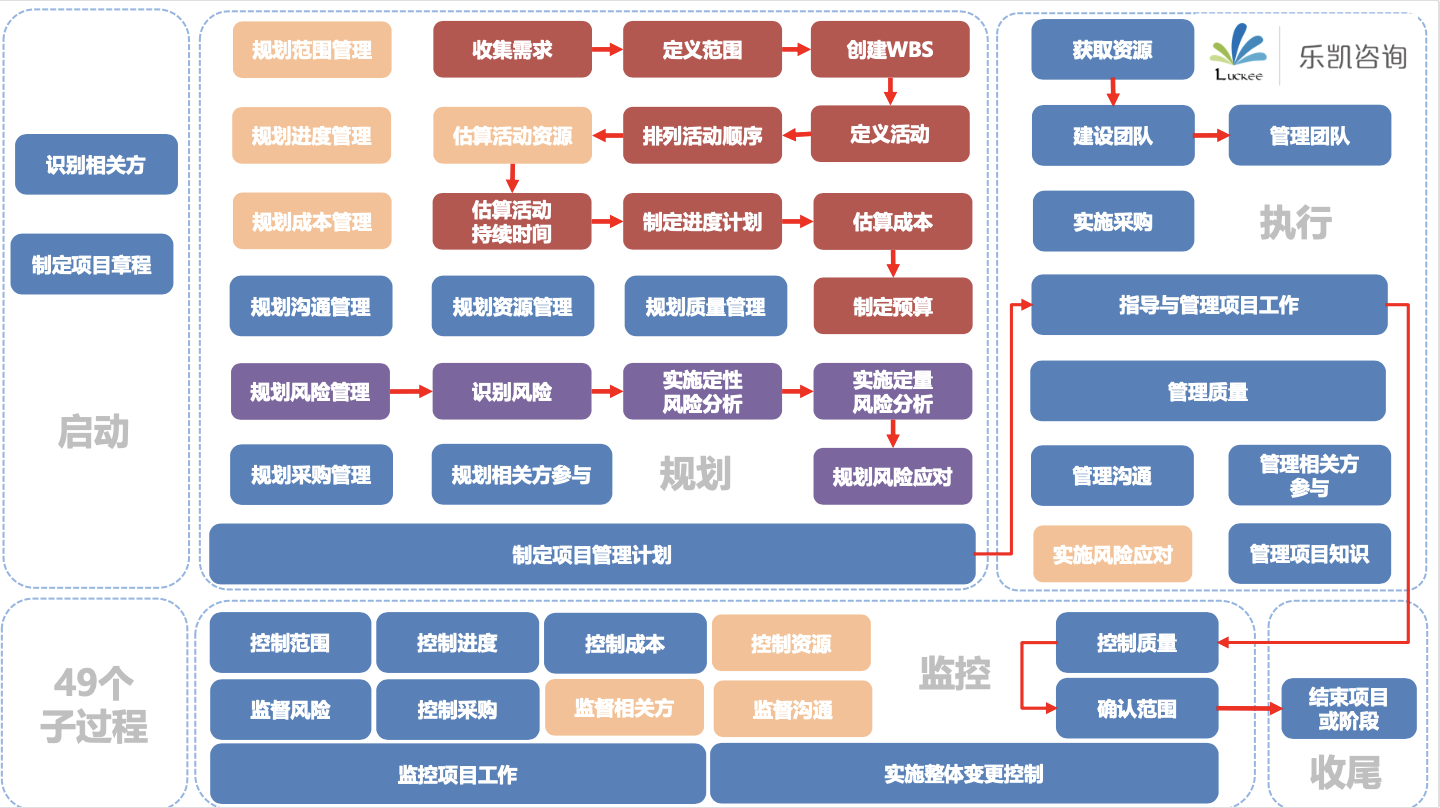 规划范围管理
收集需求
定义范围
创建WBS
获取资源
LUCKEE
乐凯咨询
规划进度管理
估算活动资源
排列活动顺序
定义活动
建设团队
管理团队
识别相关方
规划成本管理
估算活动
持续时间
制定进度计划
估算成本
实施采购
执行
制定项目章程
规划沟通管理
规划资源管理
规划质量管理
制定预算
指导与管理项目工作
规划风险管理
识别风险
实施定性
风险分析
实施定量
风险分析
管理质量
启动
规划采购管理
规划相关方参与
规划
规划风险应对
管理沟通
管理相关方
参与
制定项目管理计划
实施风险应对
管理项目知识
49个
子过程
控制范围
控制进度
控制成本
控制资源
监控
控制质量
监督风险
控制采购
监督相关方
监督沟通
确认范围
结束项目
或阶段
监控项目工作
实施整体变更控制
收尾